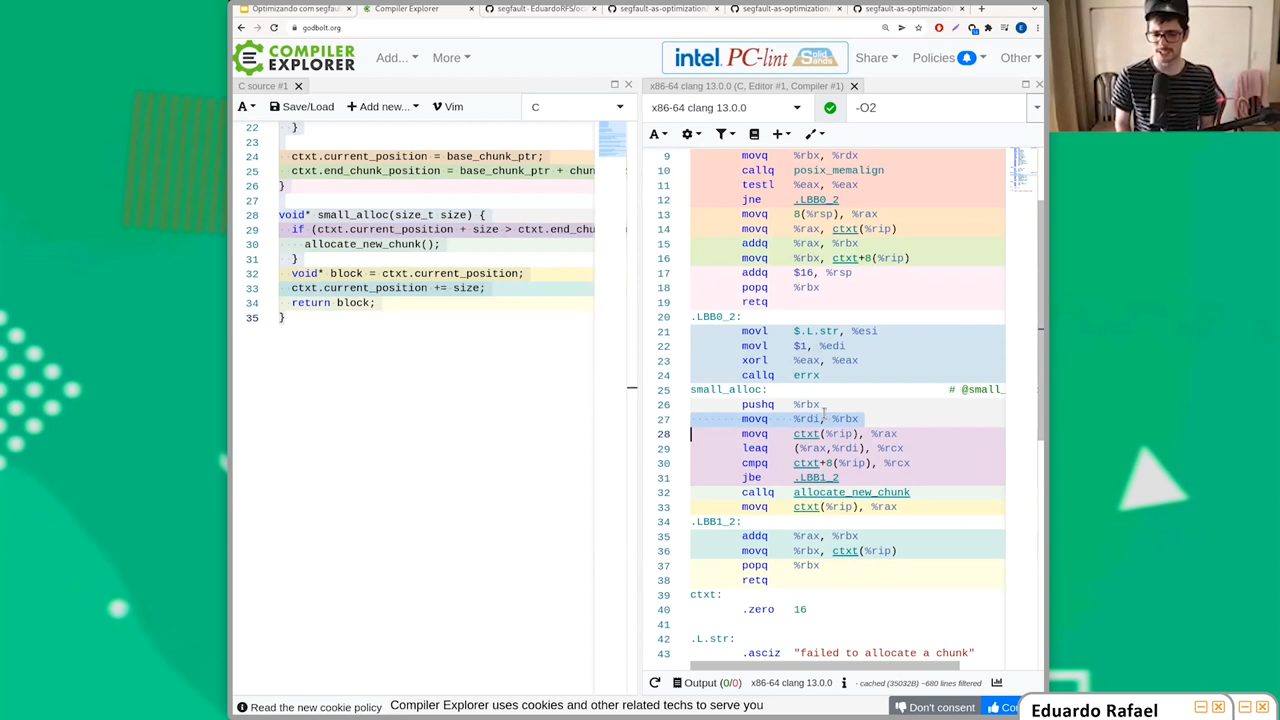 Optimizando com segfau
Compiler Explorer
segfault - EduardoRFS/oc
segfault-as-optimization/
segfault-as-optimization/
segfault-as-optimization/
godbolt.org
COMPILER EXPLORER
Add...
More
intel PC-lint Solid Sands
Share
Policies
Other
C source #1
x86-64 clang 13.0.0 (C, Editor #1, Compiler #1)
A
Save/Load
Add new...
Vim
C
x86-64 clang 13.0.0
22 }
23
24 ctxt.current_position = base_chunk_ptr;
25 ctxt.end_chunk_position = base_chunk_ptr + chun
26 }
27
28 void* small_alloc(size_t size) {
29 if (ctxt.current_position + size > ctxt.end_chu
30 allocate_new_chunk();
31 }
32 void* block = ctxt.current_position;
33 ctxt.current_position += size;
34 return block;
35 }
9 movq %rbx, %rdx
10 callq posix_memalign
11 testl %eax, %eax
12 jne .LBB0_2
13 movq 8(%rsp), %rax
14 movq %rax, ctxt(%rip)
15 addq %rax, %rbx
16 movq %rbx, ctxt+8(%rip)
17 addq $16, %rsp
18 popq %rbx
19 retq
20 .LBB0_2:
21 movl $.L.str, %esi
22 movl $1, %edi
23 xorl %eax, %eax
24 callq errx
25 small_alloc: # @small_
26 pushq %rbx
27 movq %rdi, %rbx
28 movq ctxt(%rip), %rax
29 leaq (%rax,%rdi), %rcx
30 cmpq ctxt+8(%rip), %rcx
31 jbe .LBB1_2
32 callq allocate_new_chunk
33 movq ctxt(%rip), %rax
34 .LBB1_2:
35 addq %rax, %rbx
36 movq %rbx, ctxt(%rip)
37 popq %rbx
38 retq
39 ctxt:
40 .zero 16
41
42 .L.str:
43 .asciz "failed to allocate a chunk"
Output (0/0) x86-64 clang 13.0.0 - cached (35032B) ~680 lines filtered
Read the new cookie policy
Compiler Explorer uses cookies and other related techs to serve you
Don't consent
Eduardo Rafael